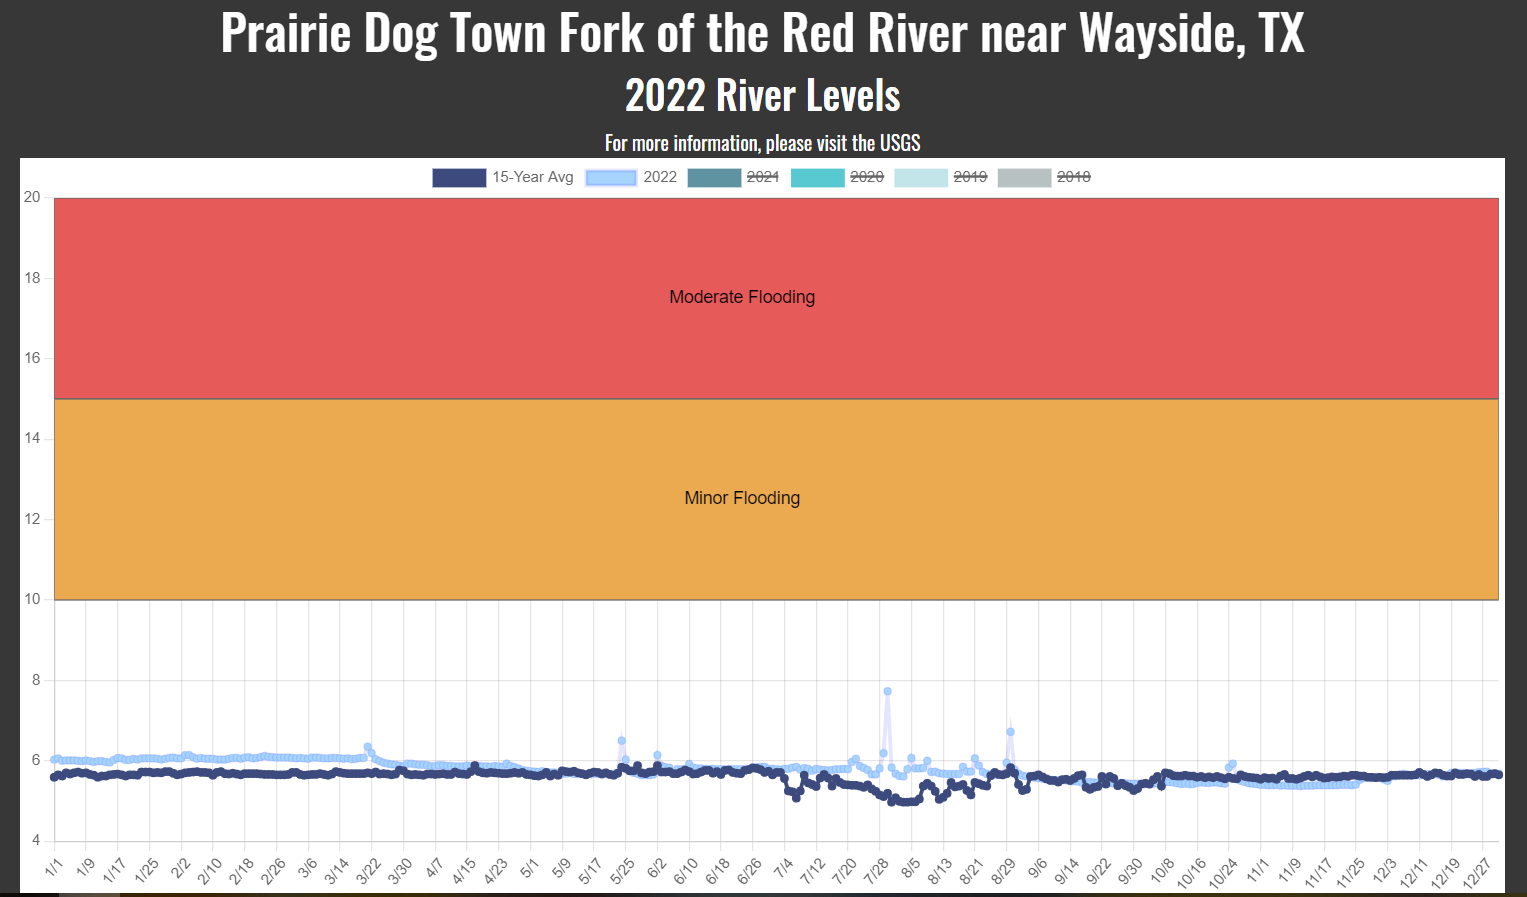 Prairie Dog Town Fork of the Red River near Wayside, TX
2022 River Levels
For more information, please visit the USGS
15-Year Avg 2022 2021 2020 2019 2018
20
18
Moderate Flooding
16
14
Minor Flooding
12
10
8
6
4
1/1 1/9 1/17 1/25 2/2 2/10 2/18 2/26 3/6 3/14 3/22 3/30 4/7 4/15 4/23 5/1 5/9 5/17 5/25 6/2 6/10 6/18 6/26 7/4 7/12 7/20 7/28 8/5 8/13 8/21 8/29 9/6 9/14 9/22 9/30 10/8 10/16 10/24 11/1 11/9 11/17 11/25 12/3 12/11 12/19 12/27